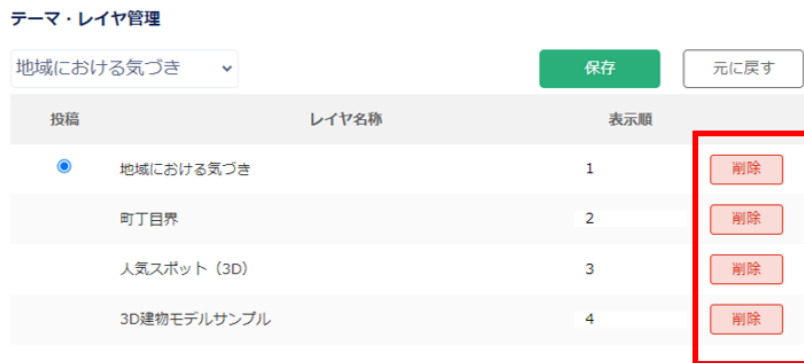 テーマ・レイヤ管理
地域における気づき 保存 元に戻す
投稿 レイヤ名称 表示順
地域における気づき 1 削除
町丁目界 2 削除
人気スポット（3D） 3 削除
3D建物モデルサンプル 4 削除